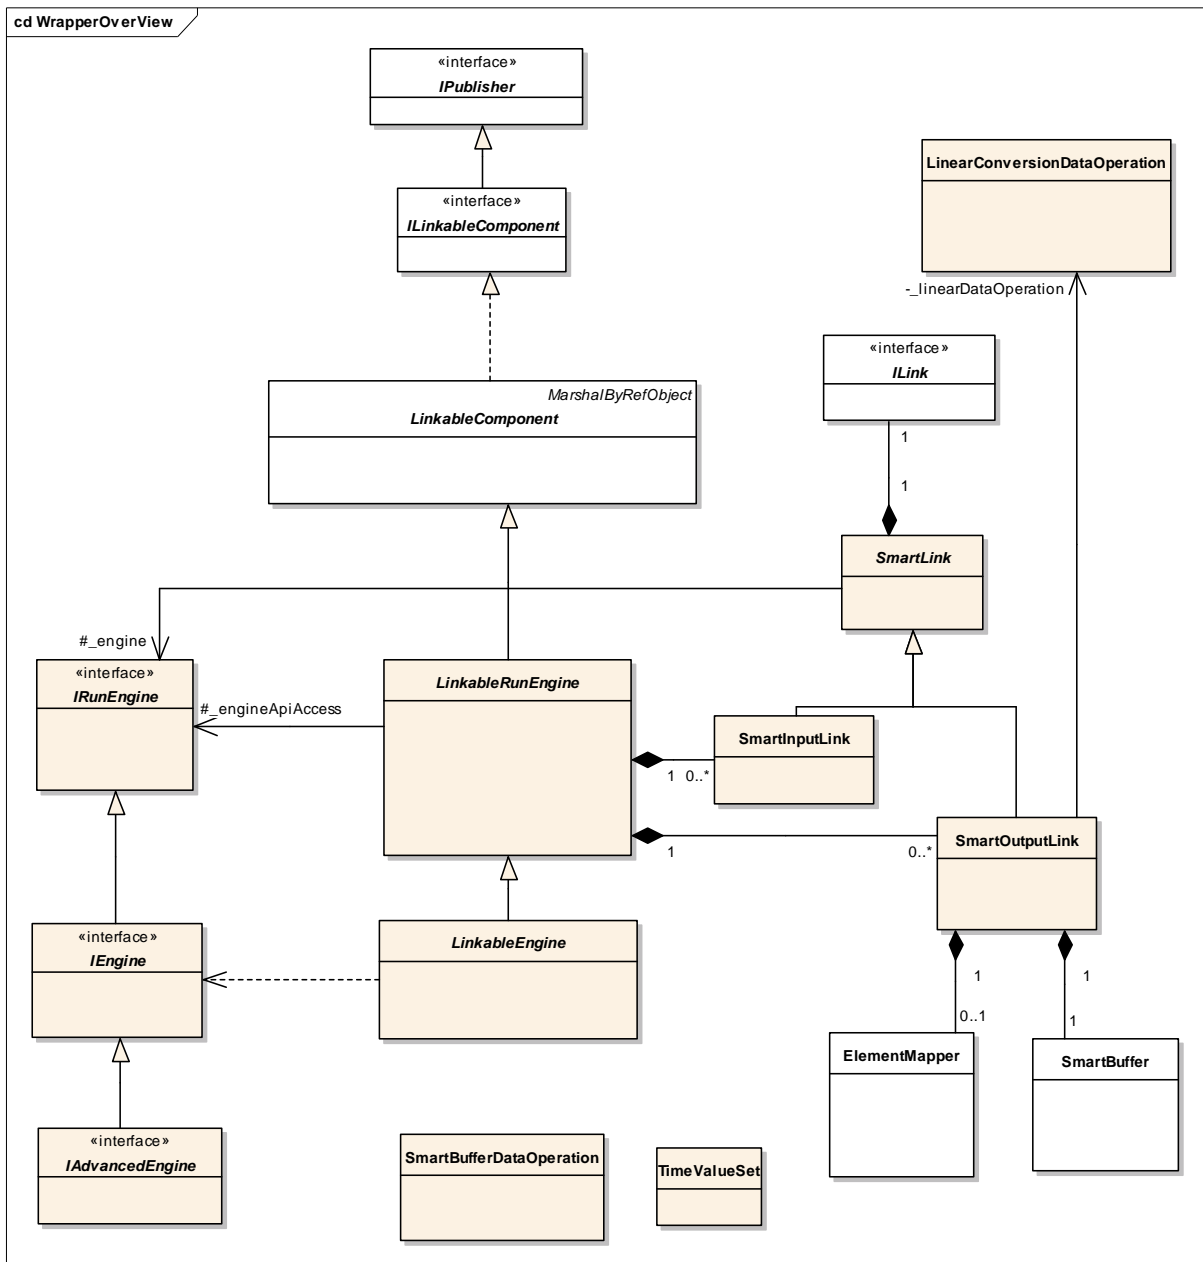 cd WrapperOverView
«interface»
IPublisher
«interface»
ILinkableComponent
LinearConversionDataOperation
-_linearDataOperation
«interface»
ILink
MarshalByRefObject
LinkableComponent
1
1
SmartLink
#_engine
«interface»
IRunEngine
LinkableRunEngine
#_engineApiAccess
SmartInputLink
1 0..*
SmartOutputLink
1 0..*
«interface»
IEngine
LinkableEngine
1 1
0..1 1
ElementMapper
SmartBuffer
«interface»
IAdvancedEngine
SmartBufferDataOperation
TimeValueSet